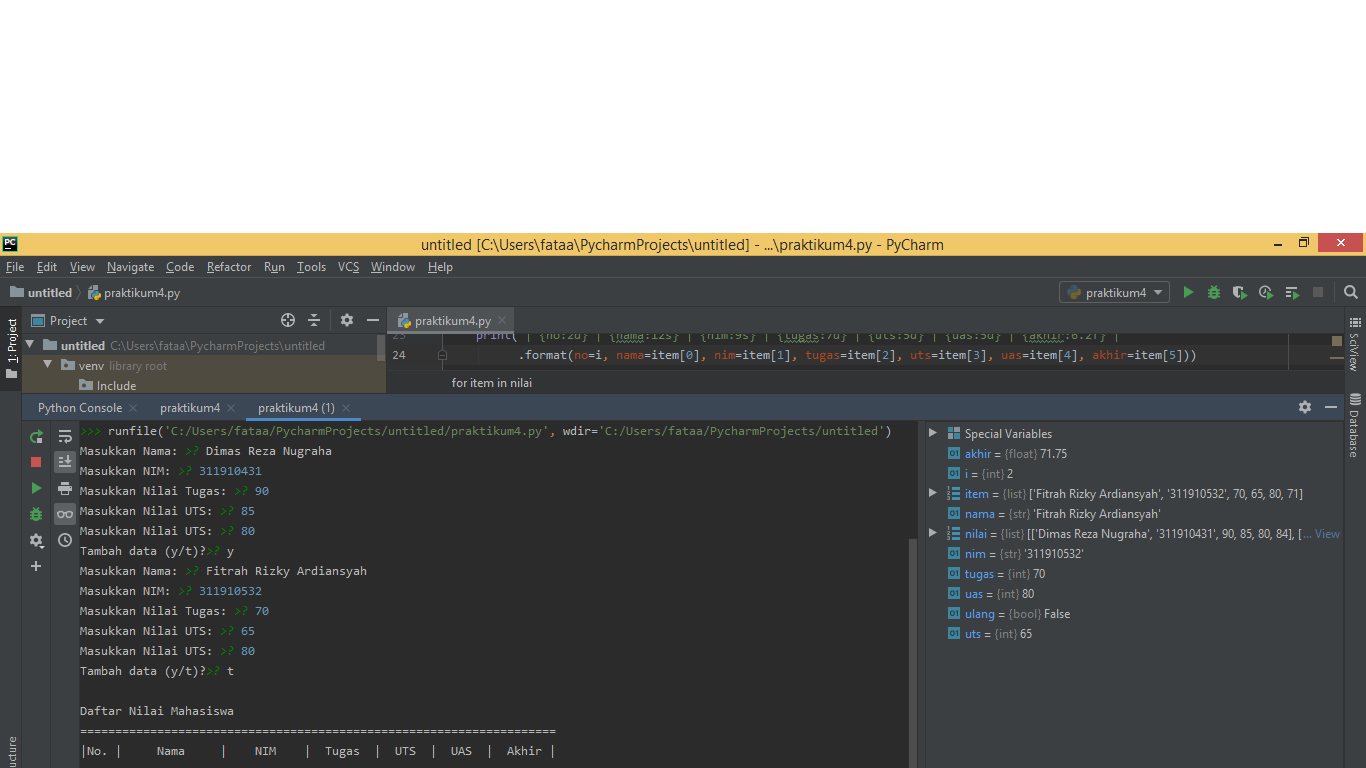 PC
untitled [C:\Users\fataa\PycharmProjects\untitled] - ...\praktikum4.py - PyCharm
File Edit View Navigate Code Refactor Run Tools VCS Window Help
untitled praktikum4.py
praktikum4
1: Project
Project
untitled C:\Users\fataa\PycharmProjects\untitled
venv library root
Include
praktikum4.py
print( | {no:2d} | {nama:12s} | {nim:9s} | {tugas:7d} | {uts:5d} | {uas:5d} | {akhir:6.2f} |
24 .format(no=i, nama=item[0], nim=item[1], tugas=item[2], uts=item[3], uas=item[4], akhir=item[5]))
for item in nilai
SciView
Database
Python Console praktikum4 praktikum4 (1)
>>> runfile('C:/Users/fataa/PycharmProjects/untitled/praktikum4.py', wdir='C:/Users/fataa/PycharmProjects/untitled')
Masukkan Nama: >? Dimas Reza Nugraha
Masukkan NIM: >? 311910431
Masukkan Nilai Tugas: >? 90
Masukkan Nilai UTS: >? 85
Masukkan Nilai UTS: >? 80
Tambah data (y/t)?>? y
Masukkan Nama: >? Fitrah Rizky Ardiansyah
Masukkan NIM: >? 311910532
Masukkan Nilai Tugas: >? 70
Masukkan Nilai UTS: >? 65
Masukkan Nilai UTS: >? 80
Tambah data (y/t)?>? t
Daftar Nilai Mahasiswa
====================================================================
|No. | Nama | NIM | Tugas | UTS | UAS | Akhir |
Special Variables
akhir = {float} 71.75
i = {int} 2
item = {list} ['Fitrah Rizky Ardiansyah', '311910532', 70, 65, 80, 71]
nama = {str} 'Fitrah Rizky Ardiansyah'
nilai = {list} [['Dimas Reza Nugraha', '311910431', 90, 85, 80, 84], [... View
nim = {str} '311910532'
tugas = {int} 70
uas = {int} 80
ulang = {bool} False
uts = {int} 65
ucture